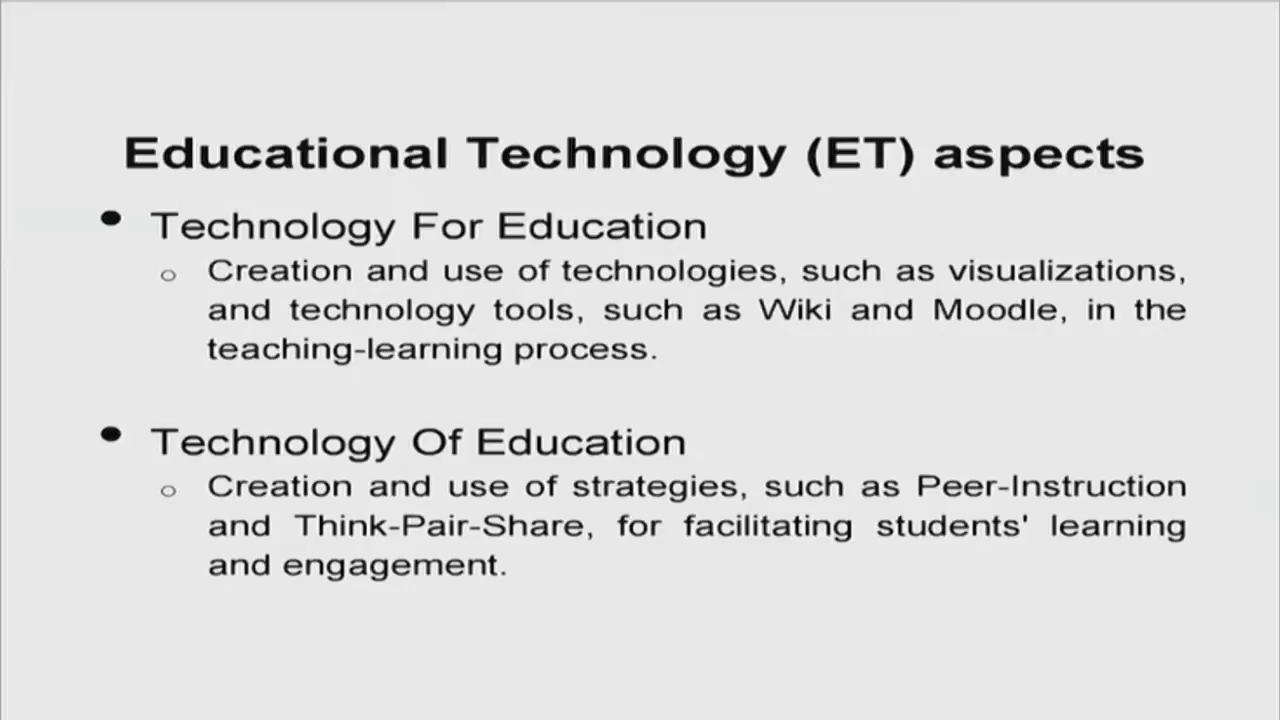 Educational Technology (ET) aspects
• Technology For Education
o Creation and use of technologies, such as visualizations,
and technology tools, such as Wiki and Moodle, in the
teaching-learning process.
• Technology Of Education
o Creation and use of strategies, such as Peer-Instruction
and Think-Pair-Share, for facilitating students' learning
and engagement.